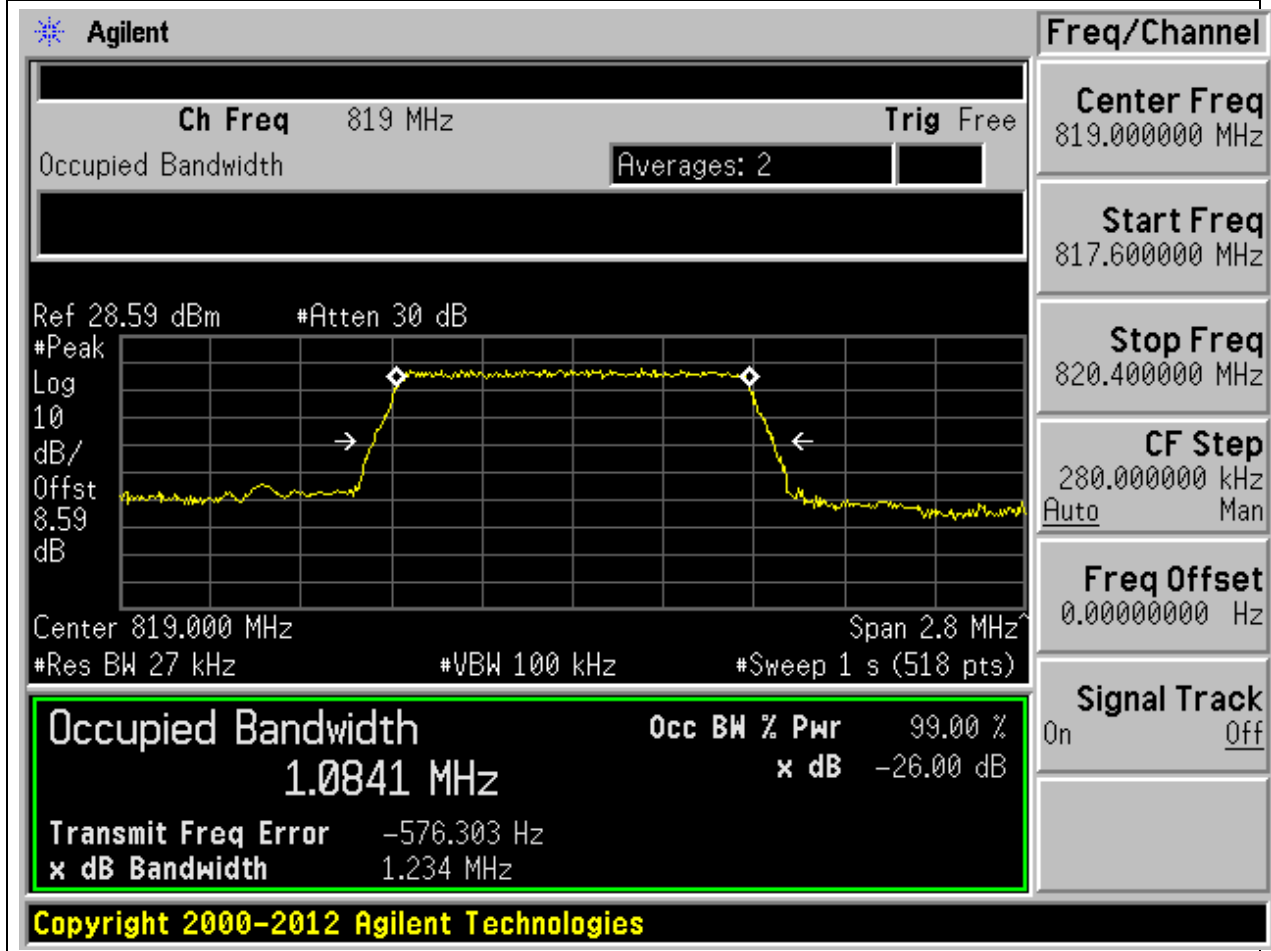 Agilent
Freq/Channel
Ch Freq 819 MHz Trig Free
Occupied Bandwidth Averages: 2
Center Freq
819.000000 MHz
Start Freq
817.600000 MHz
Stop Freq
820.400000 MHz
CF Step
280.000000 kHz
Auto Man
Freq Offset
0.00000000 Hz
Signal Track
On Off
Ref 28.59 dBm #Atten 30 dB
#Peak
Log
10
dB/
Offst
8.59
dB
Center 819.000 MHz Span 2.8 MHz^
#Res BW 27 kHz #VBW 100 kHz #Sweep 1 s (518 pts)
Occupied Bandwidth Occ BW % Pwr 99.00 %
1.0841 MHz x dB -26.00 dB
Transmit Freq Error -576.303 Hz
x dB Bandwidth 1.234 MHz
Copyright 2000-2012 Agilent Technologies